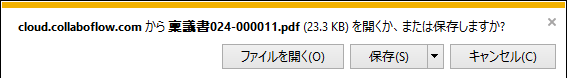 cloud.collaboflow.com から 稟議書024-000011.pdf (23.3 KB) を開くか、または保存しますか?
ファイルを開く(O) 保存(S) キャンセル(C)